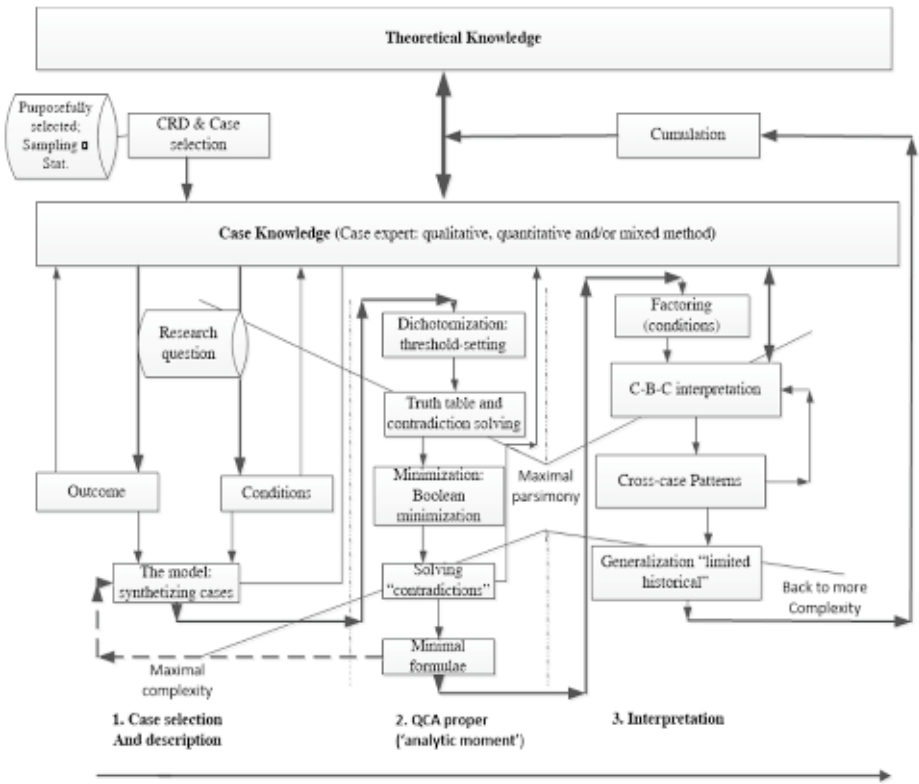 Theoretical Knowledge
Purposefully
selected;
Sampling
Stat.
CRD & Case
selection
Cumulation
Case Knowledge (Case expert: qualitative, quantitative and/or mixed method)
Research
question
Dichotomization:
threshold-setting
Factoring
(conditions)
Truth table and
contradiction solving
C-B-C interpretation
Outcome
Conditions
Minimization:
Boolean
minimization
Maximal
parsimony
Cross-case Patterns
The model:
synthetizing cases
Solving
"contradictions"
Generalization "limited
historical"
Back to more
Complexity
Minimal
formulae
Maximal
complexity
1. Case selection
And description
2. QCA proper
('analytic moment')
3. Interpretation